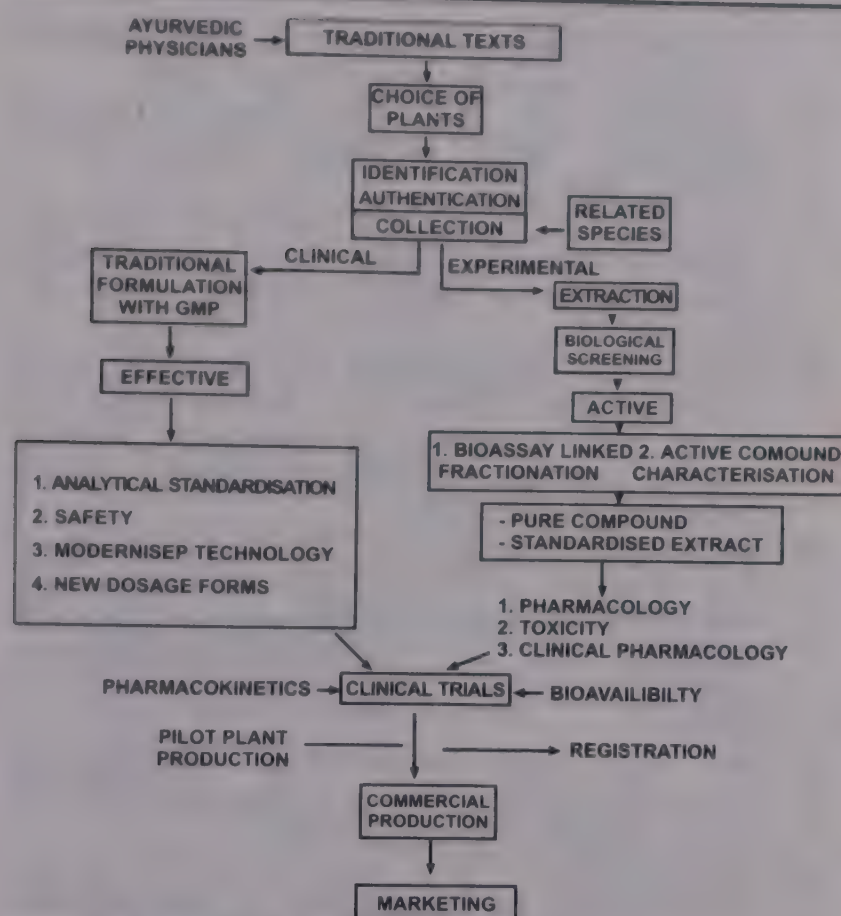 AYURVEDIC
PHYSICIANS
TRADITIONAL TEXTS
CHOICE OF
PLANTS
IDENTIFICATION
AUTHENTICATION
COLLECTION
RELATED
SPECIES
CLINICAL
EXPERIMENTAL
TRADITIONAL
FORMULATION
WITH GMP
EFFECTIVE
1. ANALYTICAL STANDARDISATION
2. SAFETY
3. MODERNISEP TECHNOLOGY
4. NEW DOSAGE FORMS
EXTRACTION
BIOLOGICAL
SCREENING
ACTIVE
1. BIOASSAY LINKED 2. ACTIVE COMOUND
FRACTIONATION CHARACTERISATION
- PURE COMPOUND
- STANDARDISED EXTRACT
1. PHARMACOLOGY
2. TOXICITY
3. CLINICAL PHARMACOLOGY
PHARMACOKINETICS
CLINICAL TRIALS
BIOAVAILIBILTY
PILOT PLANT
PRODUCTION
REGISTRATION
COMMERCIAL
PRODUCTION
MARKETING